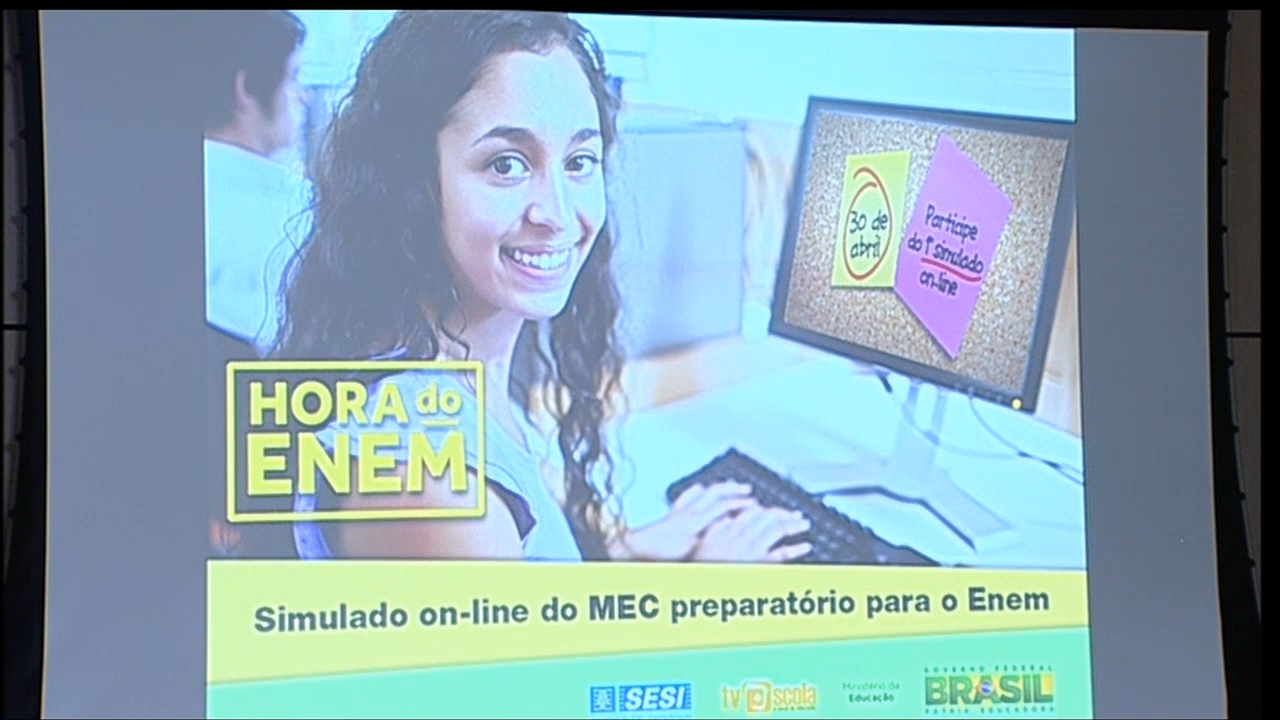 30 de
abril
Participe
do 1º simulado
on-line
HORA do
ENEM
Simulado on-line do MEC preparatório para o Enem
SESI
tv escola
Ministério da
Educação
GOVERNO FEDERAL
BRASIL
PÁTRIA EDUCADORA